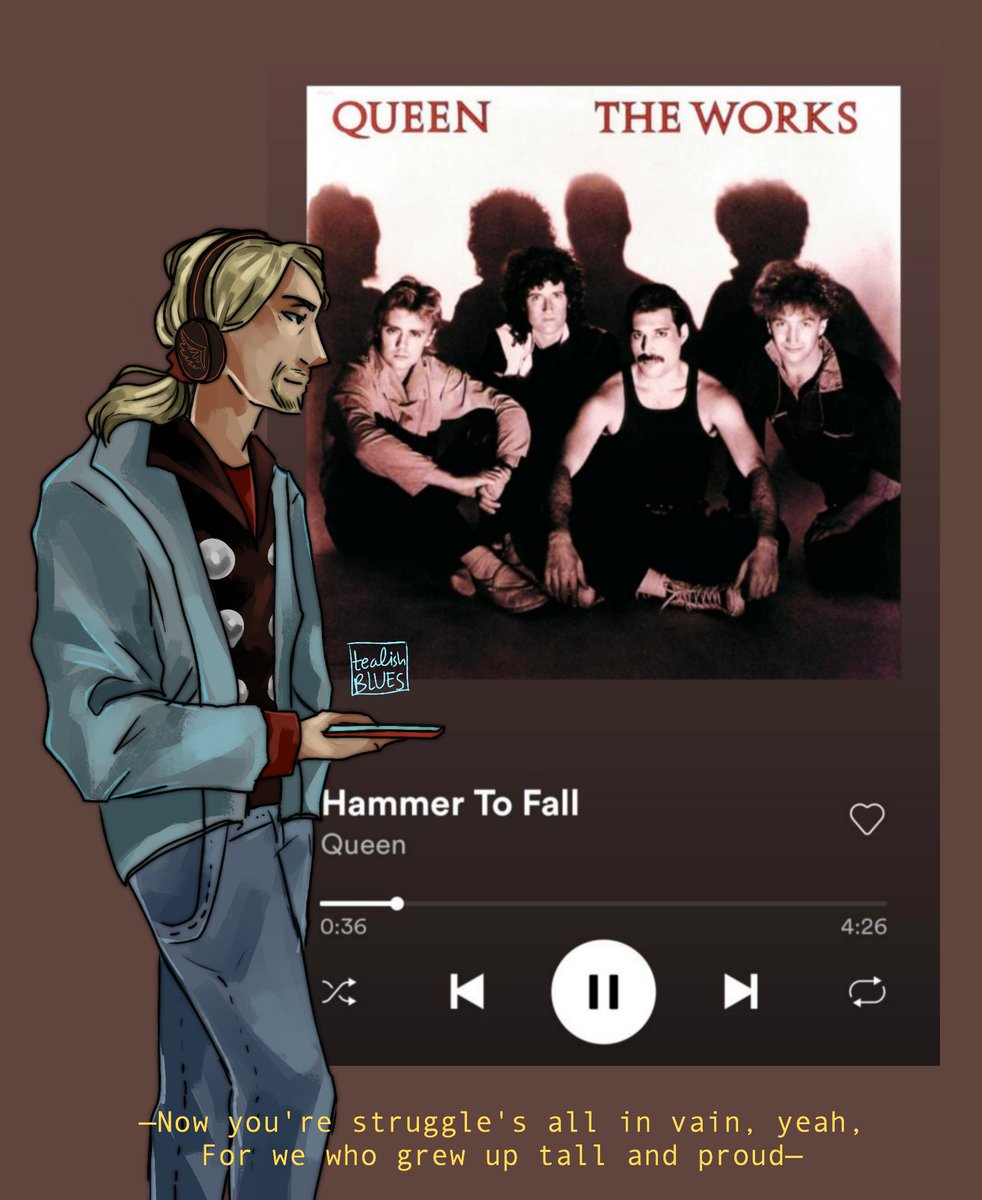 QUEEN THE WORKS
tealish
BLUES
Hammer To Fall
Queen
0:36 4:26
—Now you're struggle's all in vain, yeah,
For we who grew up tall and proud—